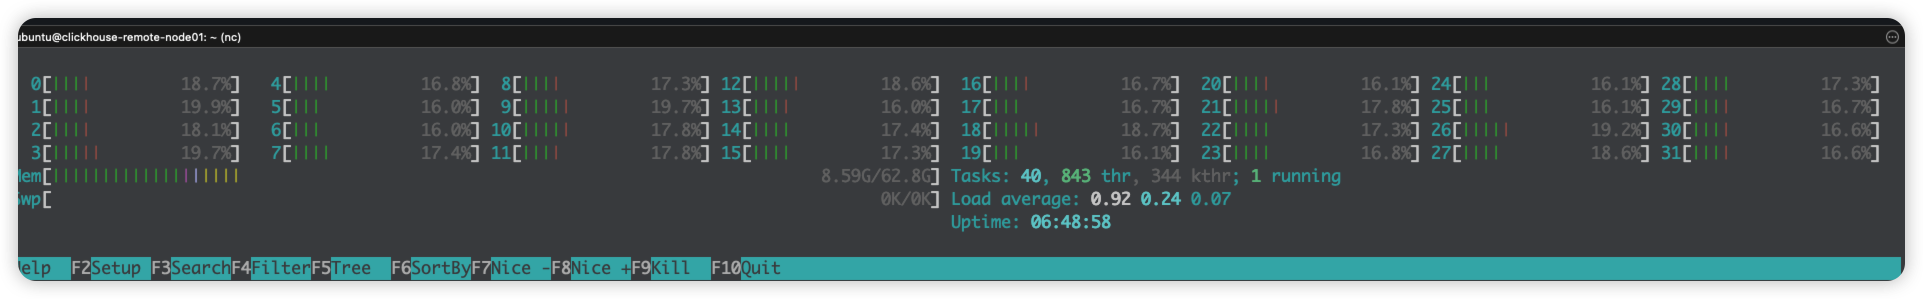 ubuntu@clickhouse-remote-node01: ~ (nc)
0[|||| 18.7%] 4[|||| 16.8%] 8[|||| 17.3%] 12[||||| 18.6%] 16[|||| 16.7%] 20[|||| 16.1%] 24[||| 16.1%] 28[|||| 17.3%]
1[|||| 19.9%] 5[||| 16.0%] 9[||||| 19.7%] 13[|||| 16.0%] 17[||| 16.7%] 21[||||| 17.8%] 25[||| 16.1%] 29[|||| 16.7%]
2[|||| 18.1%] 6[||| 16.0%] 10[||||| 17.8%] 14[|||| 17.4%] 18[||||| 18.7%] 22[|||| 17.3%] 26[||||| 19.2%] 30[|||| 16.6%]
3[||||| 19.7%] 7[|||| 17.4%] 11[|||| 17.8%] 15[|||| 17.3%] 19[||| 16.1%] 23[|||| 16.8%] 27[|||| 18.6%] 31[|||| 16.6%]
Mem[||||||||||||||||||| 8.59G/62.8G] Tasks: 40, 843 thr, 344 kthr; 1 running
Swp[ 0K/0K] Load average: 0.92 0.24 0.07
Uptime: 06:48:58
Help F2Setup F3SearchF4FilterF5Tree F6SortByF7Nice -F8Nice +F9Kill F10Quit